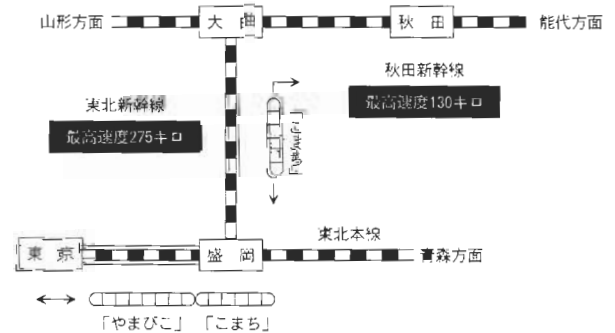 山形方面
大曲
秋田
能代方面
秋田新幹線
最高速度130キロ
東北新幹線
最高速度275キロ
「こまち」
東北本線
東京
盛岡
青森方面
「やまびこ」「こまち」